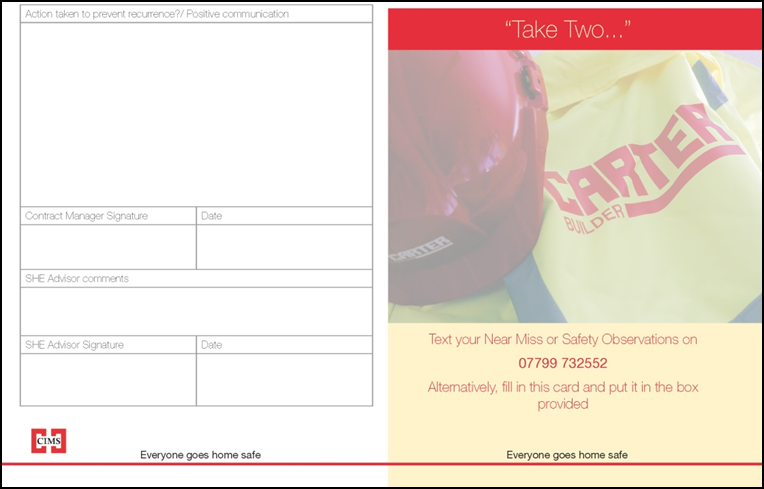 Action taken to prevent recurrence?/ Positive communication
Contract Manager Signature
Date
SHE Advisor comments
SHE Advisor Signature
Date
CIMS
Everyone goes home safe
“Take Two...”
CARTER
BUILDER
CARTER
Text your Near Miss or Safety Observations on
07799 732552
Alternatively, fill in this card and put it in the box
provided
Everyone goes home safe